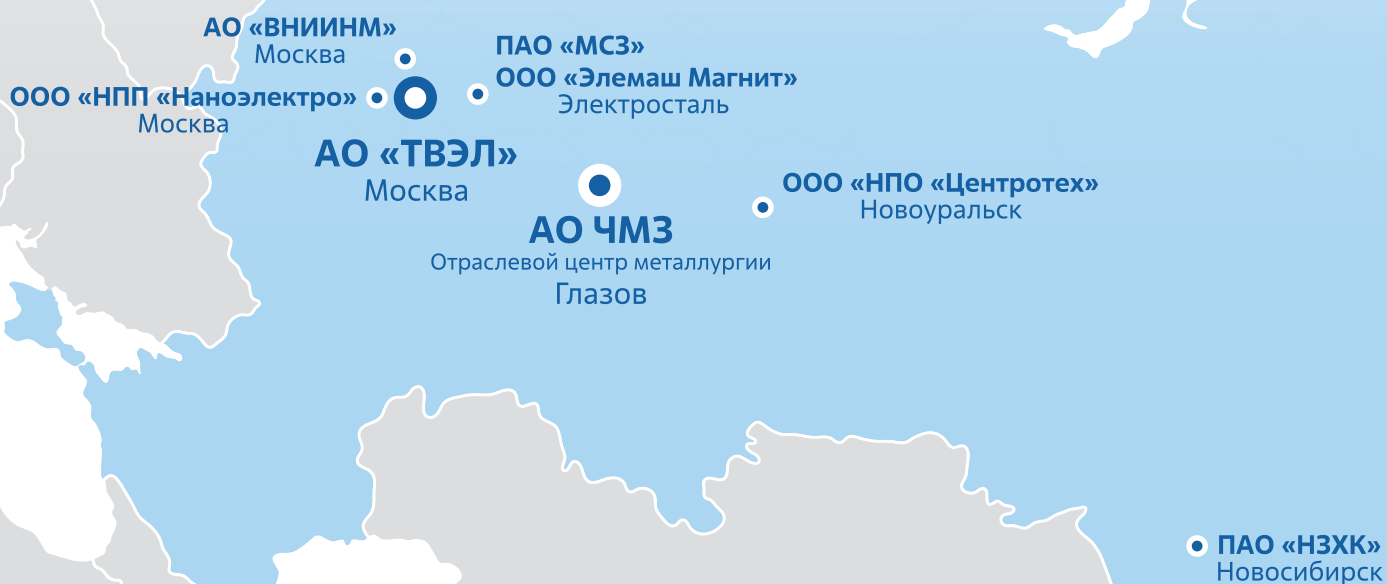 АО «ВНИИНМ»
Москва
ПАО «МСЗ»
ООО «Элемаш Магнит»
Электросталь
ООО «НПП «Наноэлектро»
Москва
АО «ТВЭЛ»
Москва
ООО «НПО «Центротех»
Новоуральск
АО ЧМЗ
Отраслевой центр металлургии
Глазов
ПАО «НЗХК»
Новосибирск